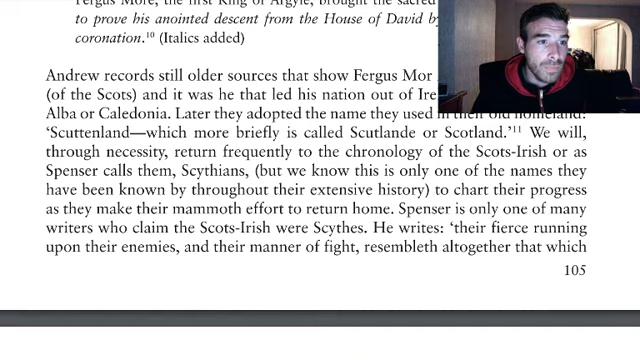 Fergus More, the first King of Argyle, brought the sacred
to prove his anointed descent from the House of David b
coronation.¹⁰ (Italics added)
Andrew records still older sources that show Fergus Mor
(of the Scots) and it was he that led his nation out of Ire
Alba or Caledonia. Later they adopted the name they used in their old homeland:
‘Scuttenland—which more briefly is called Scutlande or Scotland.’¹¹ We will,
through necessity, return frequently to the chronology of the Scots-Irish or as
Spenser calls them, Scythians, (but we know this is only one of the names they
have been known by throughout their extensive history) to chart their progress
as they make their mammoth effort to return home. Spenser is only one of many
writers who claim the Scots-Irish were Scythes. He writes: ‘their fierce running
upon their enemies, and their manner of fight, resembleth altogether that which
105